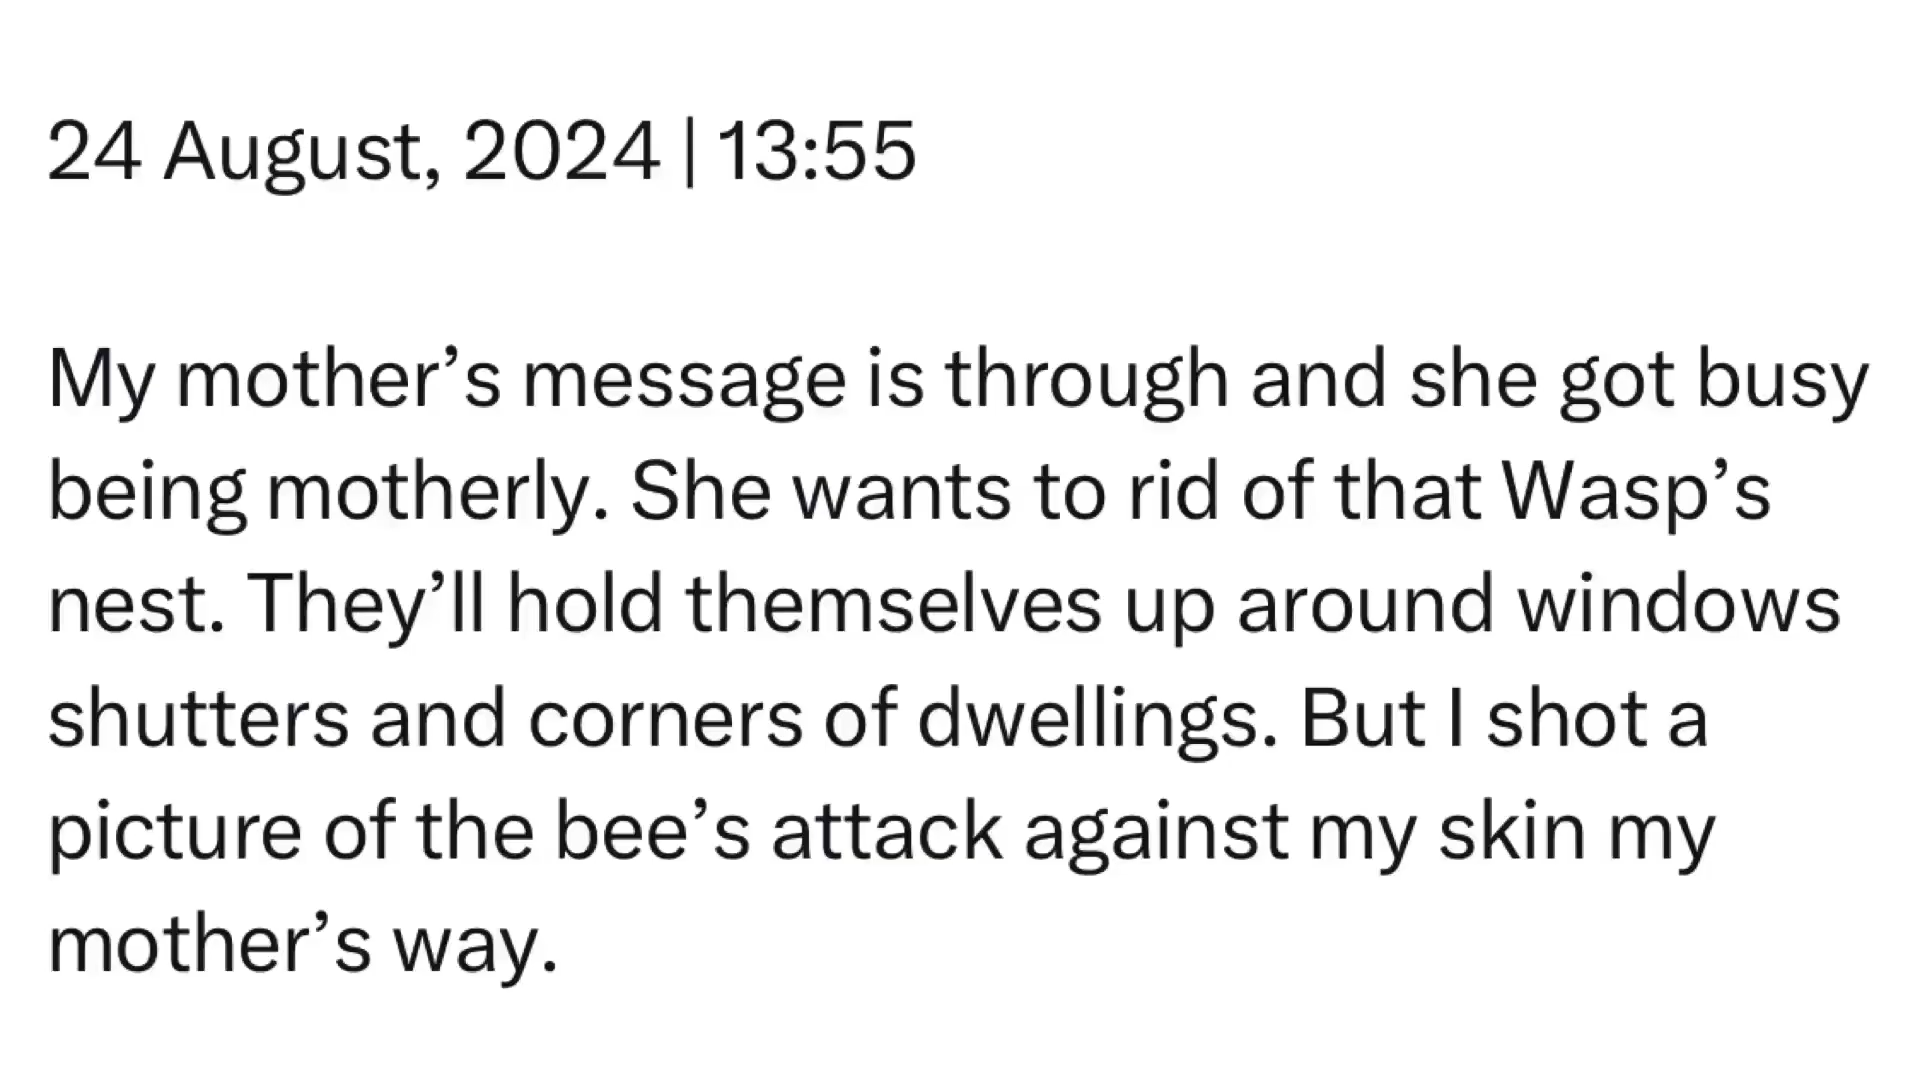 24 August, 2024 | 13:55
My mother’s message is through and she got busy
being motherly. She wants to rid of that Wasp’s
nest. They’ll hold themselves up around windows
shutters and corners of dwellings. But I shot a
picture of the bee’s attack against my skin my
mother’s way.